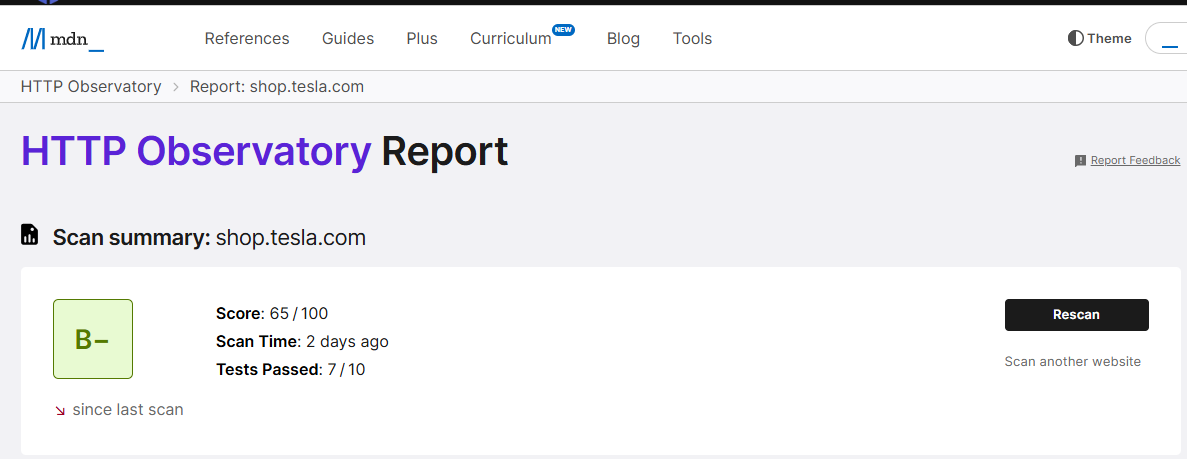 mdn_
References Guides Plus Curriculum NEW Blog Tools
Theme
HTTP Observatory > Report: shop.tesla.com
HTTP Observatory Report
Report Feedback
Scan summary: shop.tesla.com
B–
Score: 65 / 100
Scan Time: 2 days ago
Tests Passed: 7 / 10
↘ since last scan
Rescan
Scan another website